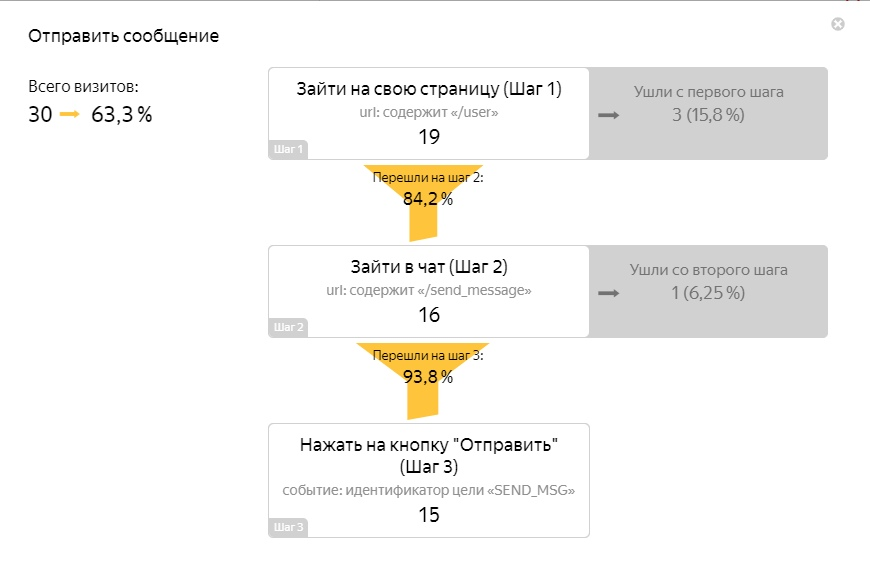 Отправить сообщение
Всего визитов:
30 → 63,3 %
Зайти на свою страницу (Шаг 1)
url: содержит «/user»
19
Шаг 1
Ушли с первого шага
3 (15,8 %)
Перешли на шаг 2:
84,2 %
Зайти в чат (Шаг 2)
url: содержит «/send_message»
16
Шаг 2
Ушли со второго шага
1 (6,25 %)
Перешли на шаг 3:
93,8 %
Нажать на кнопку "Отправить"
(Шаг 3)
событие: идентификатор цели «SEND_MSG»
15
Шаг 3